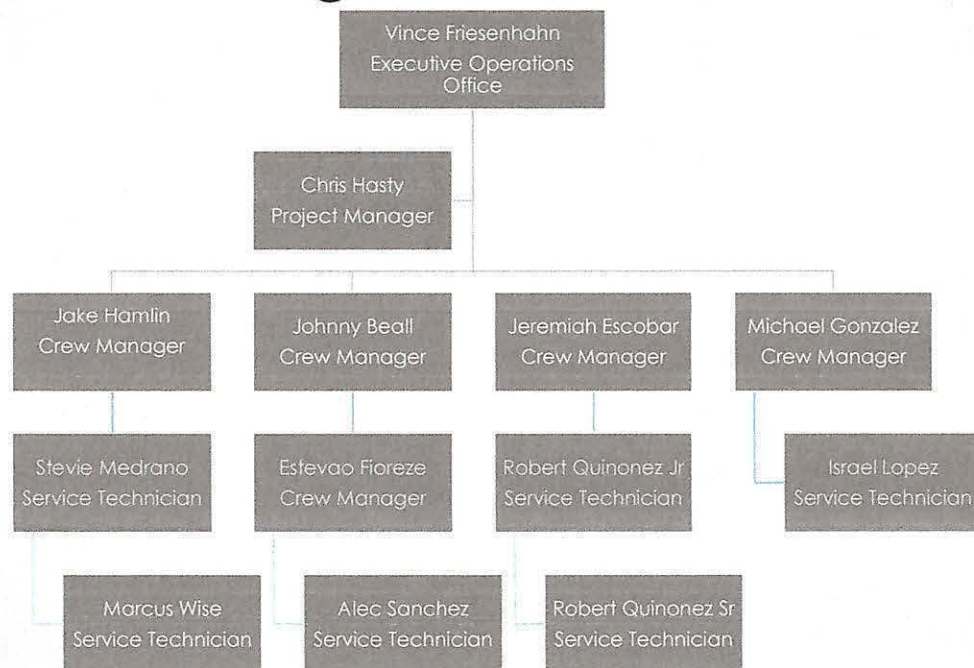 Vince Friesenhahn
Executive Operations
Office
Chris Hasty
Project Manager
Jake Hamlin
Crew Manager
Johnny Beall
Crew Manager
Jeremiah Escobar
Crew Manager
Michael Gonzalez
Crew Manager
Stevie Medrano
Service Technician
Estevao Fioreze
Crew Manager
Robert Quinonez Jr
Service Technician
Israel Lopez
Service Technician
Marcus Wise
Service Technician
Alec Sanchez
Service Technician
Robert Quinonez Sr
Service Technician